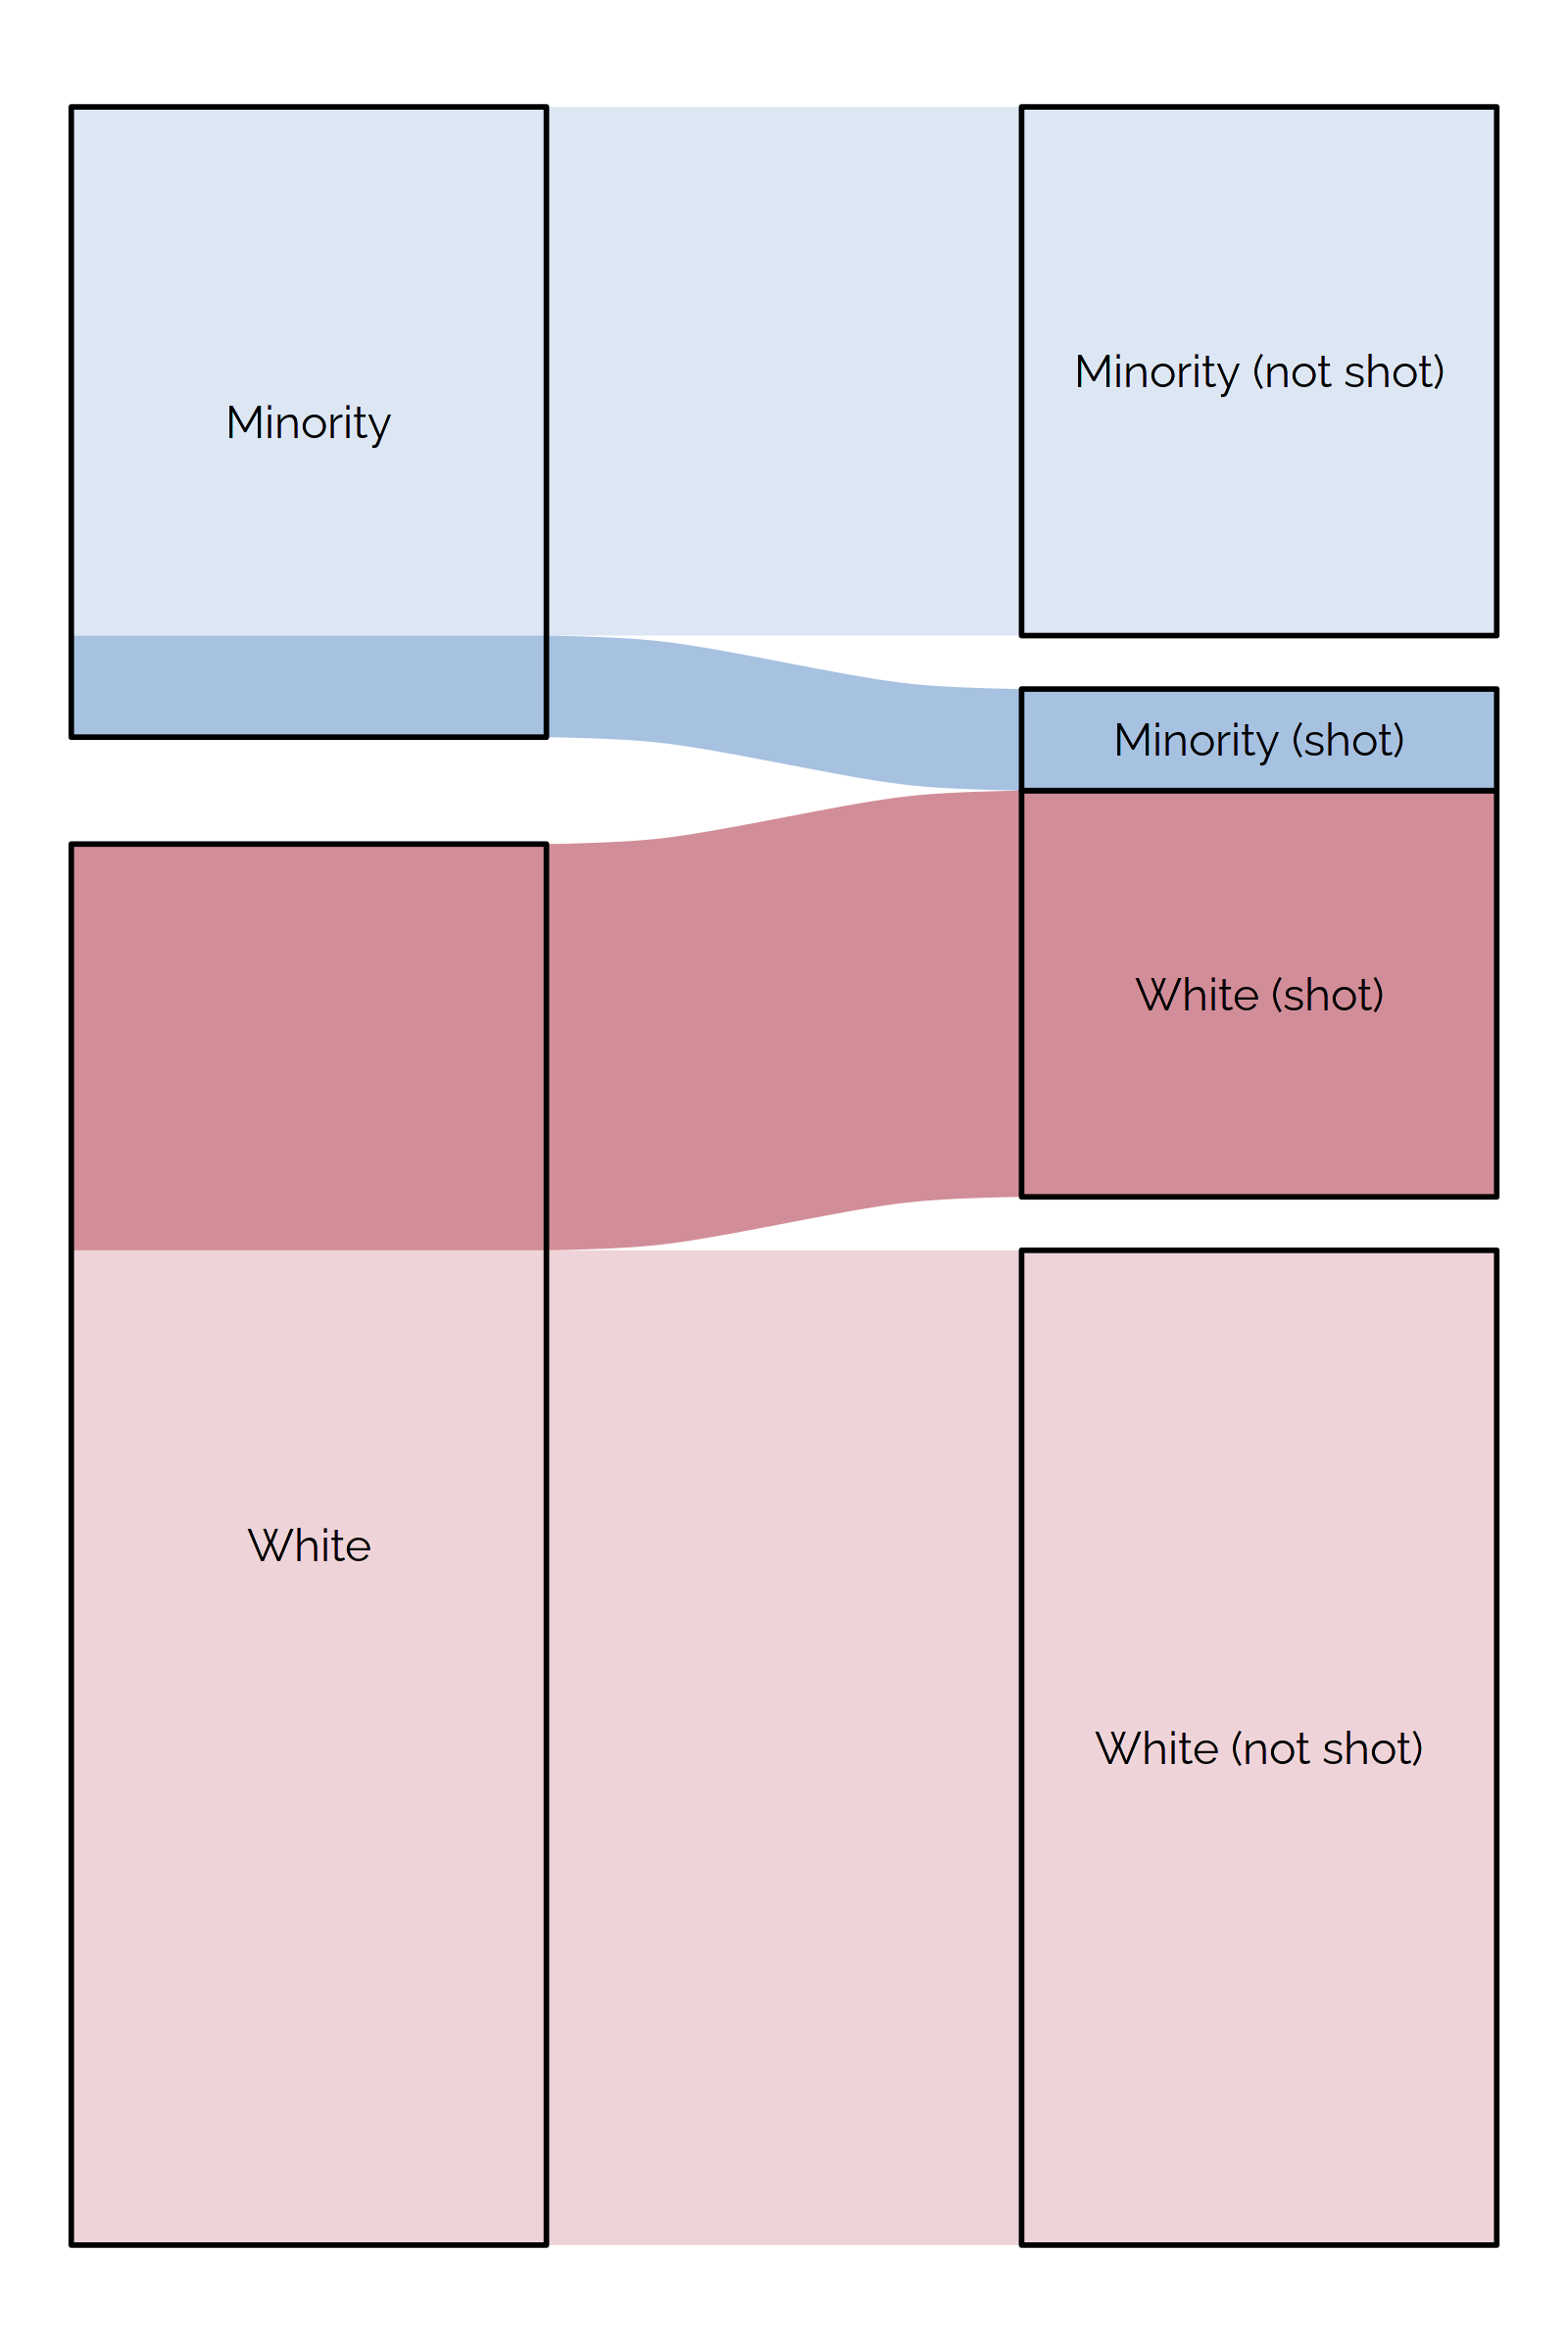 Minority
Minority (not shot)
Minority (shot)
White (shot)
White
White (not shot)